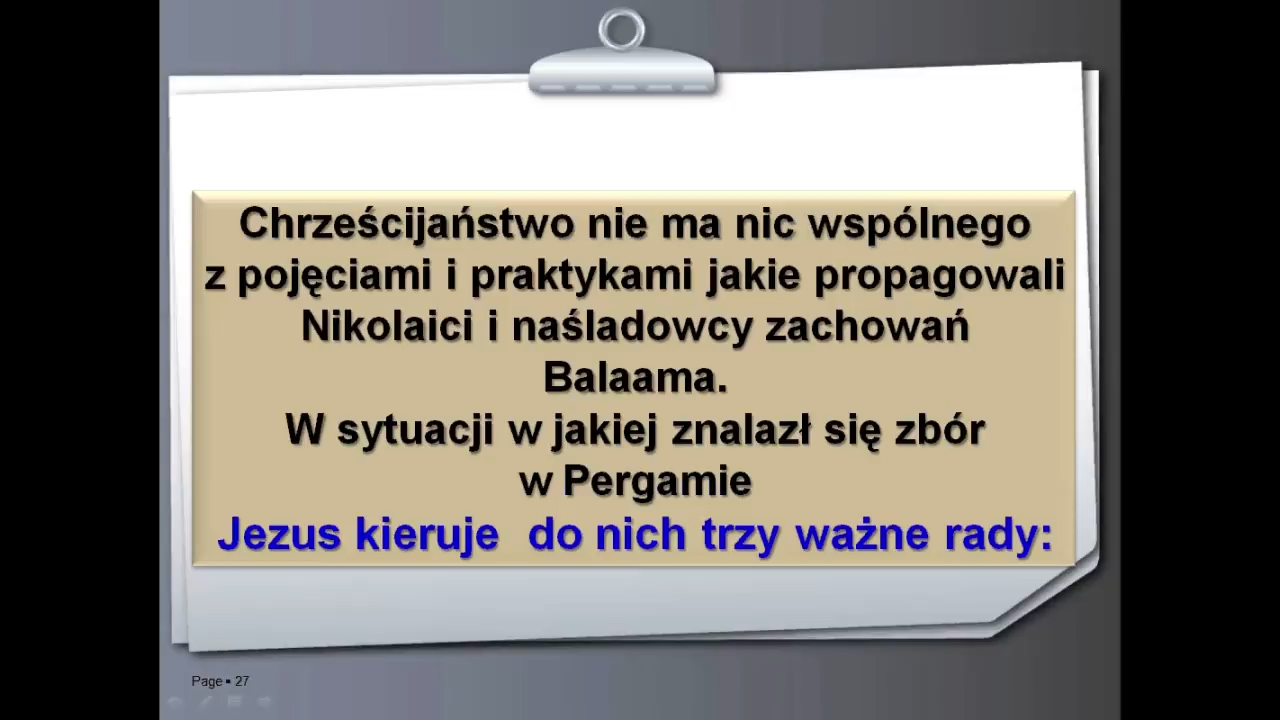 Chrześcijaństwo nie ma nic wspólnego
z pojęciami i praktykami jakie propagowali
Nikolaici i naśladowcy zachowań
Balaama.
W sytuacji w jakiej znalazł się zbór
w Pergamie
Jezus kieruje do nich trzy ważne rady:
Page ▪ 27